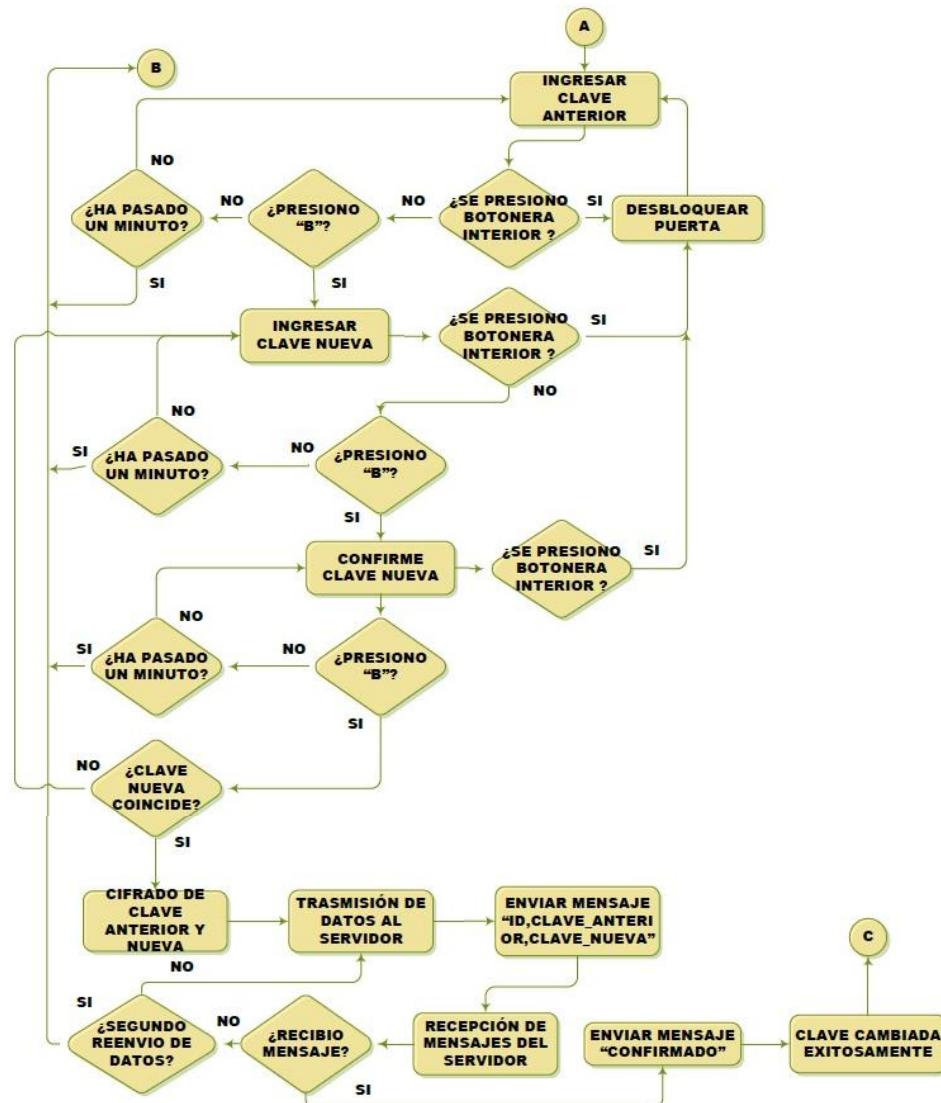 A
B
INGRESAR
CLAVE
ANTERIOR
NO
¿HA PASADO
UN MINUTO?
NO
¿PRESIONO
“B”?
NO
¿SE PRESIONO
BOTONERA
INTERIOR ?
SI
DESBLOQUEAR
PUERTA
SI
SI
INGRESAR
CLAVE NUEVA
¿SE PRESIONO
BOTONERA
INTERIOR ?
SI
NO
NO
SI
¿HA PASADO
UN MINUTO?
NO
¿PRESIONO
“B”?
SI
CONFIRME
CLAVE NUEVA
¿SE PRESIONO
BOTONERA
INTERIOR ?
SI
NO
SI
¿HA PASADO
UN MINUTO?
NO
¿PRESIONO
“B”?
SI
NO
¿CLAVE
NUEVA
COINCIDE?
SI
CIFRADO DE
CLAVE
ANTERIOR Y
NUEVA
TRASMISIÓN DE
DATOS AL
SERVIDOR
ENVIAR MENSAJE
“ID,CLAVE_ANTERI
OR,CLAVE_NUEVA”
C
NO
SI
¿SEGUNDO
REENVIO DE
DATOS?
NO
¿RECIBIO
MENSAJE?
RECEPCIÓN DE
MENSAJES DEL
SERVIDOR
ENVIAR MENSAJE
“CONFIRMADO”
CLAVE CAMBIADA
EXITOSAMENTE
SI